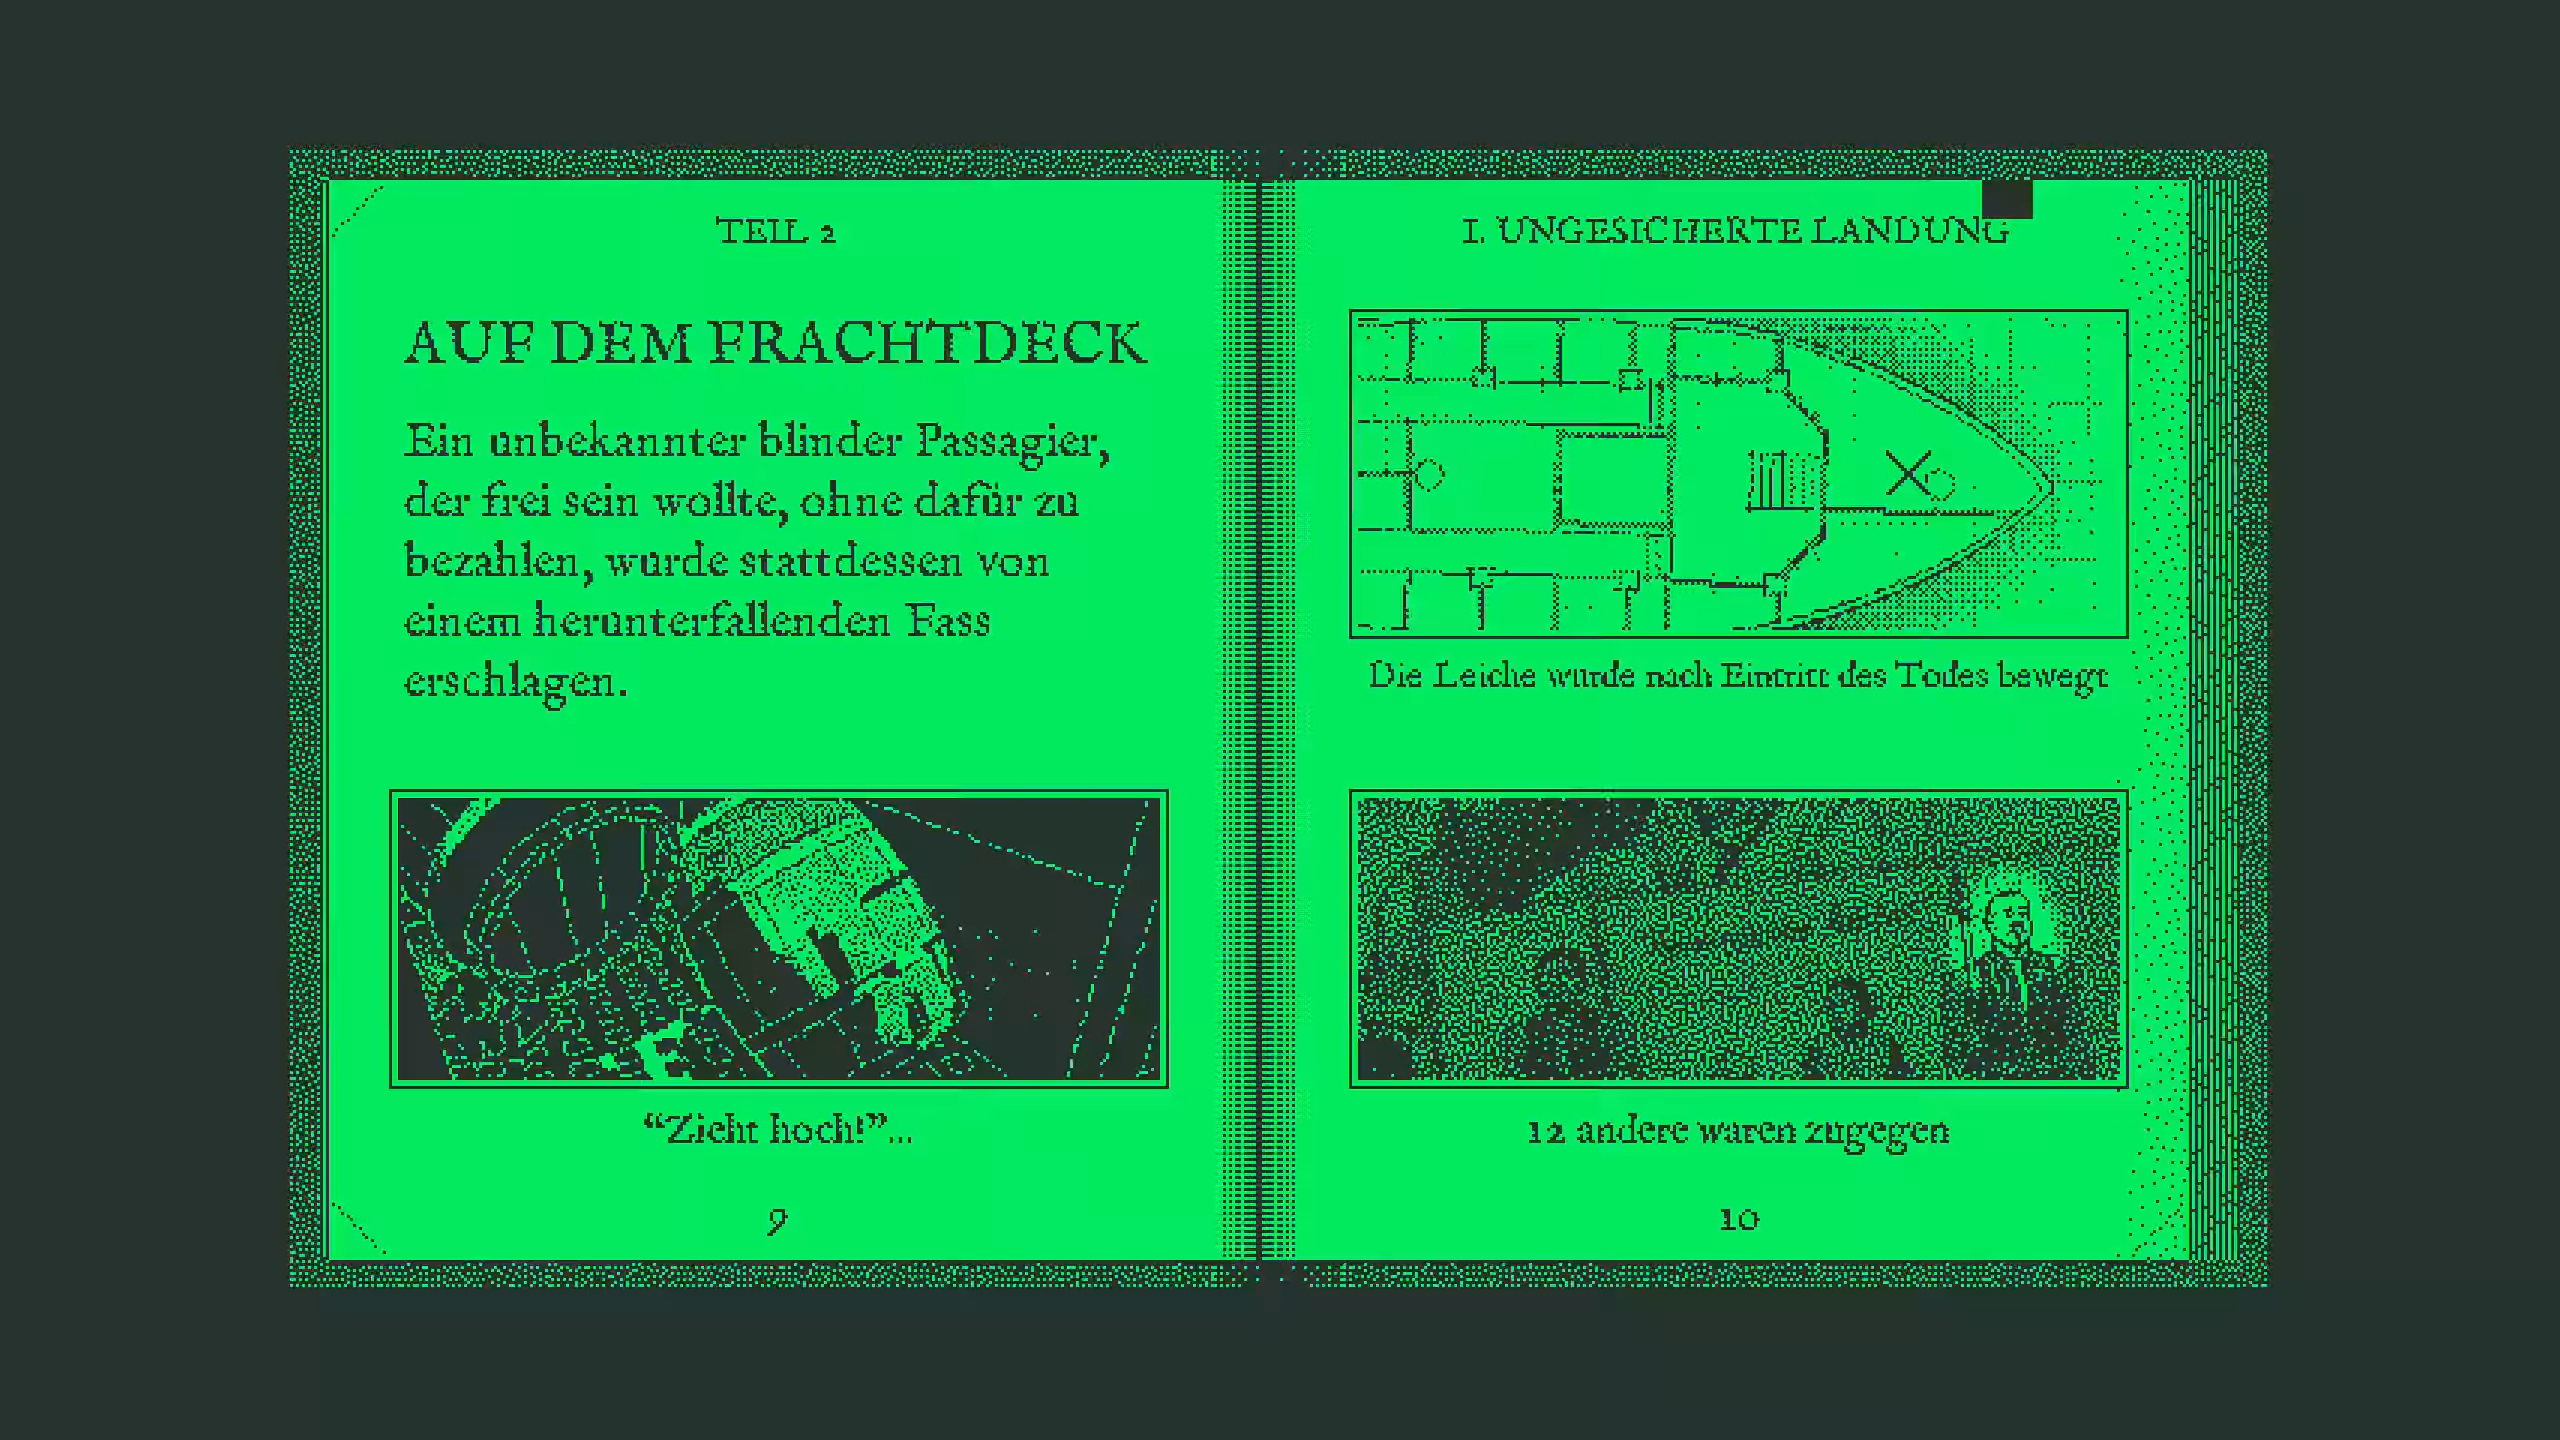 TEIL 2
AUF DEM FRACHTDECK
Ein unbekannter blinder Passagier,
der frei sein wollte, ohne dafür zu
bezahlen, wurde stattdessen von
einem herunterfallenden Fass
erschlagen.
“Zieht hoch!”...
9
I. UNGESICHERTE LANDUNG
Die Leiche wurde nach Eintritt des Todes bewegt
12 andere waren zugegen
10